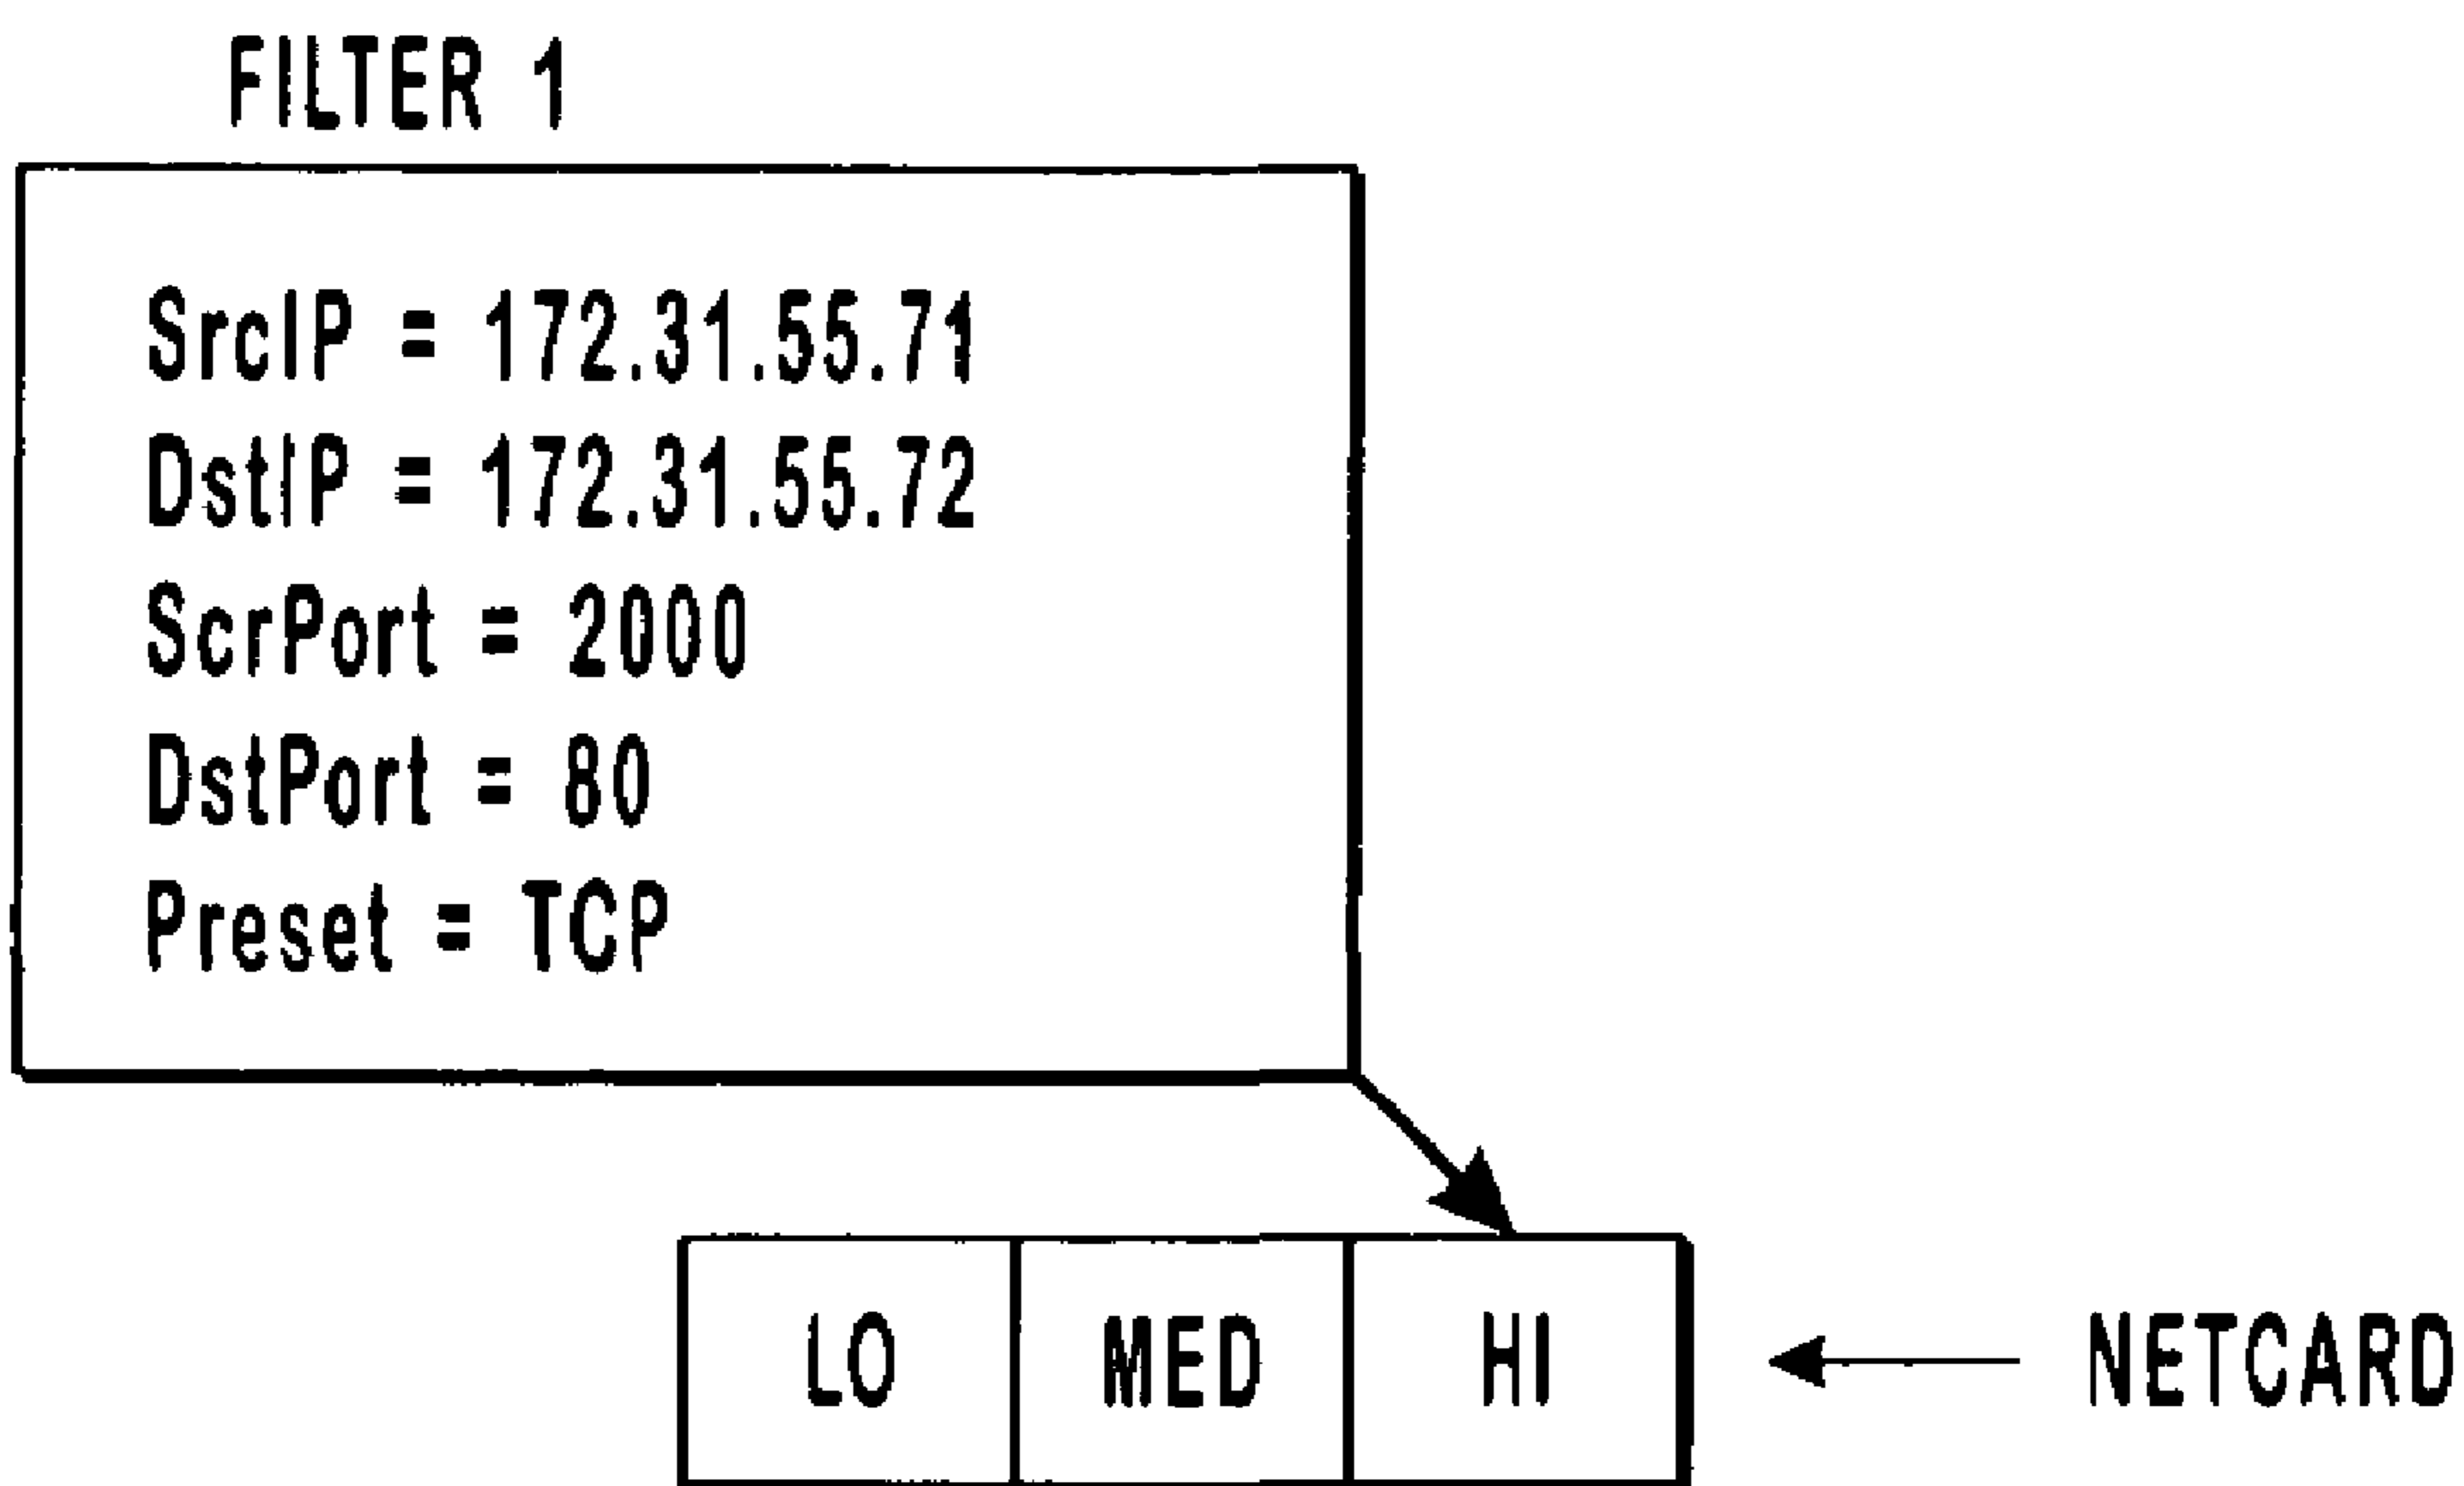 FILTER 1
SrcIP = 172.31.55.71
DstIP = 172.31.55.72
ScrPort = 2000
DstPort = 80
Preset = TCP
LO MED HI NETCARD